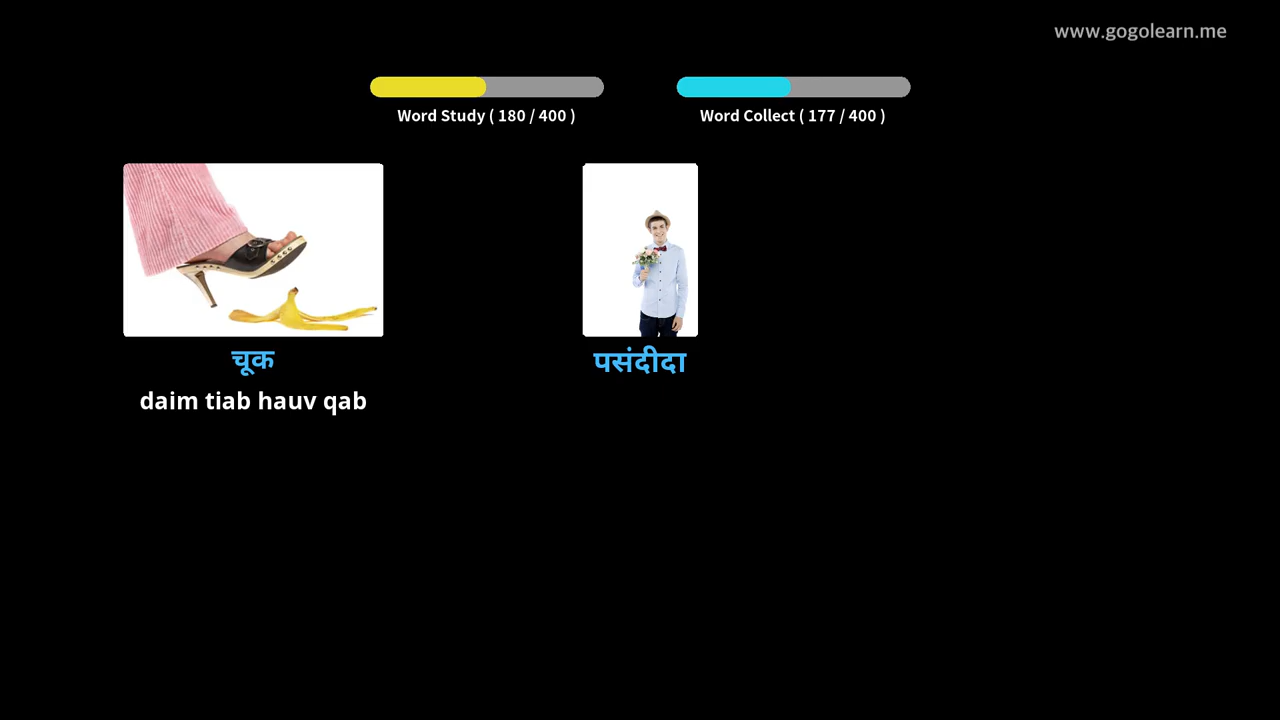 www.gogolearn.me
Word Study ( 180 / 400 )
Word Collect ( 177 / 400 )
चूक
पसंदीदा
daim tiab hauv qab